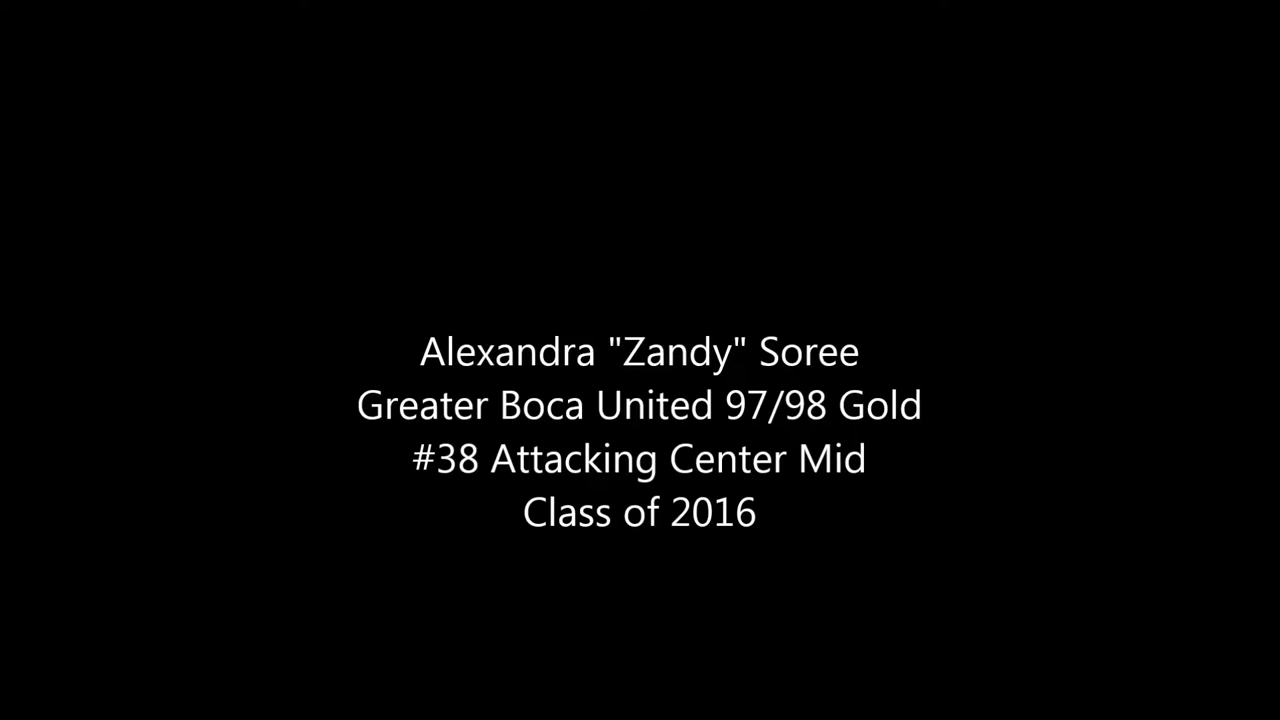 Alexandra "Zandy" Soree
Greater Boca United 97/98 Gold
#38 Attacking Center Mid
Class of 2016